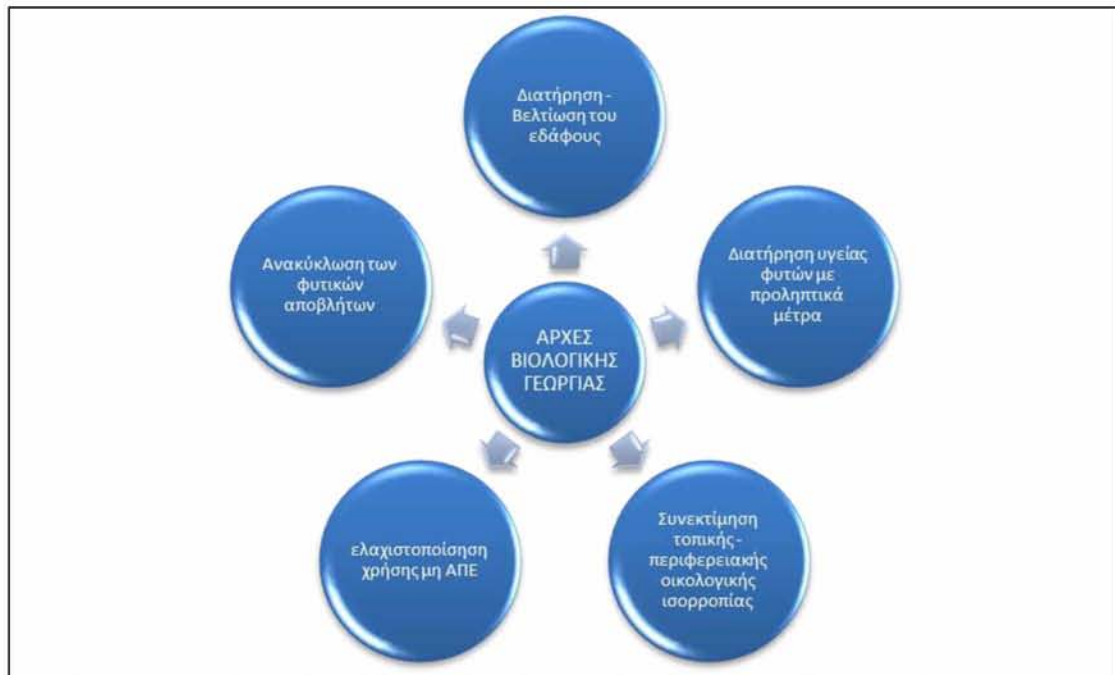 Διατήρηση -
Βελτίωση του
εδάφους
Ανακύκλωση των
φυτικών
αποβλήτων
Διατήρηση υγείας
φυτών με
προληπτικά
μέτρα
ΑΡΧΕΣ
ΒΙΟΛΟΓΙΚΗΣ
ΓΕΩΡΓΙΑΣ
ελαχιστοποίσηση
χρήσης μη ΑΠΕ
Συνεκτίμηση
τοπικής -
περιφερειακής
οικολογικής
ισορροπίας